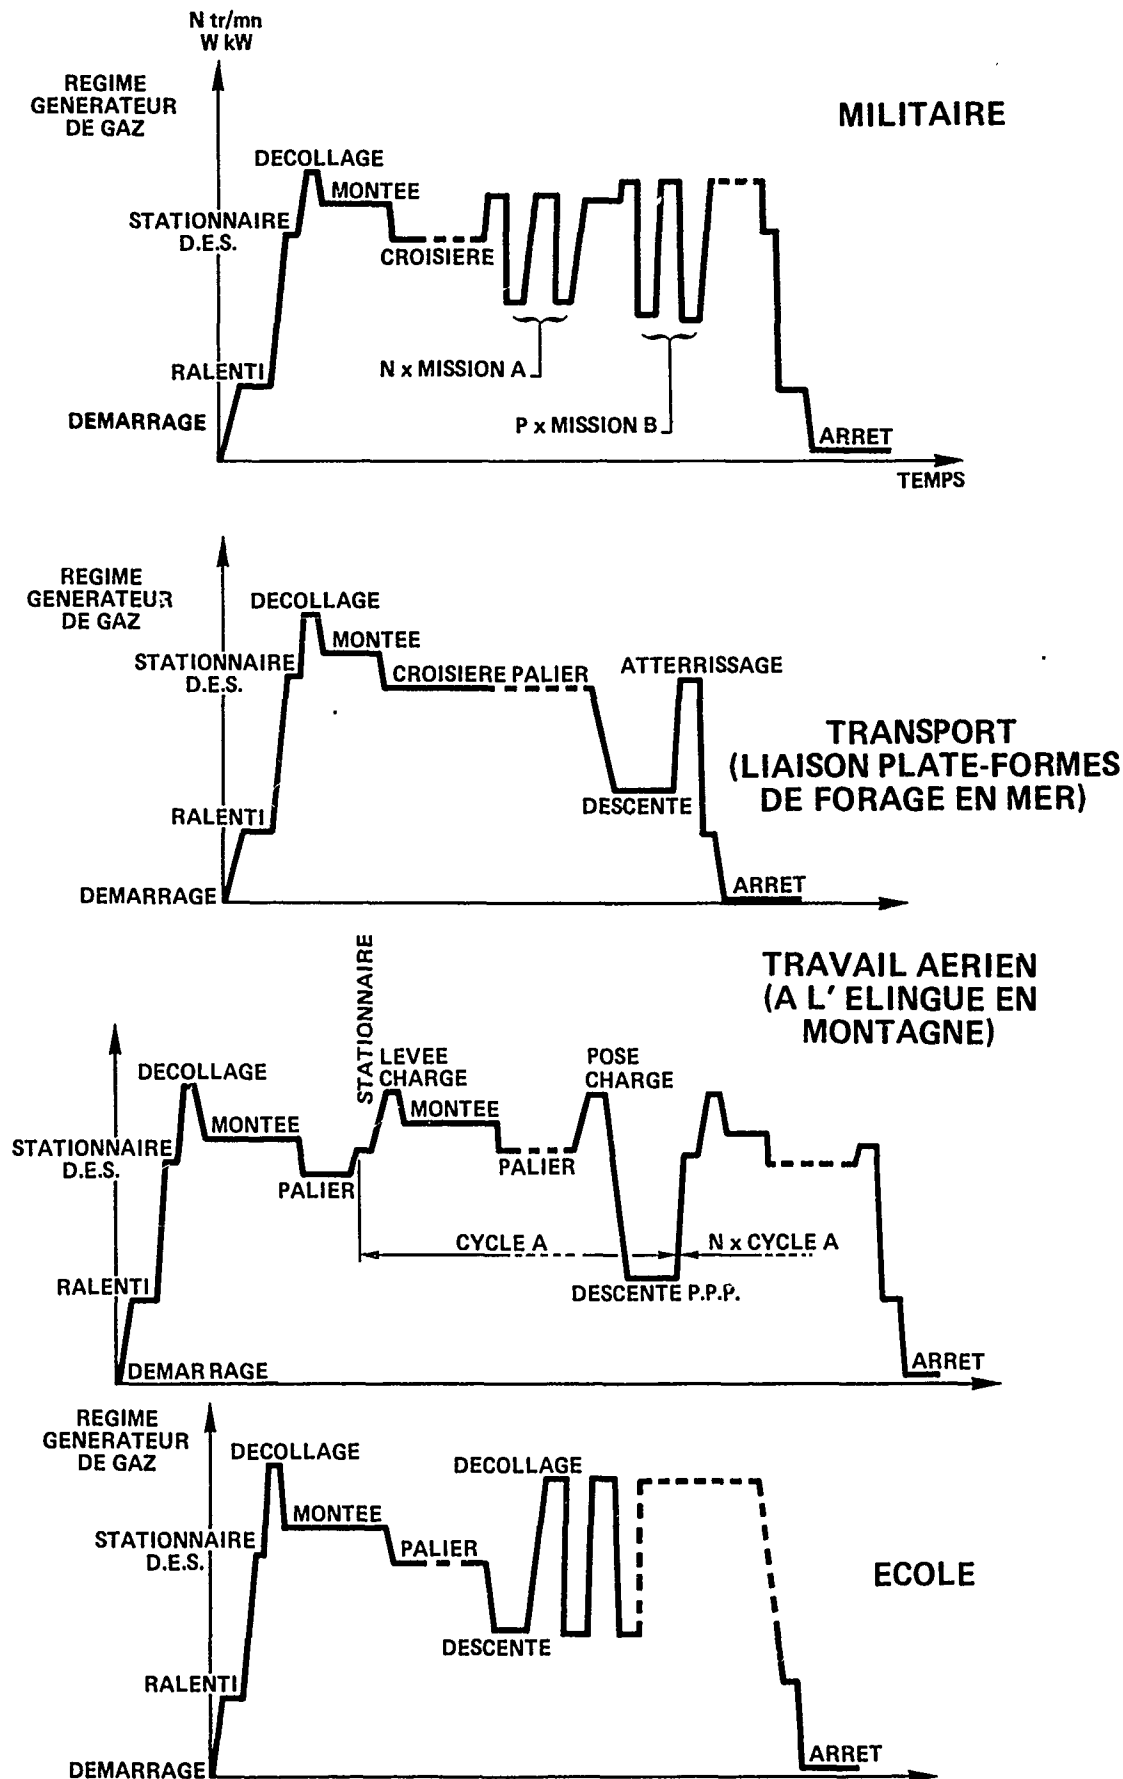 N tr/mn
W kW
REGIME
GENERATEUR
DE GAZ
MILITAIRE
DECOLLAGE
MONTEE
STATIONNAIRE
D.E.S.
CROISIERE
RALENTI
N x MISSION A
DEMARRAGE
P x MISSION B
ARRET
TEMPS
REGIME
GENERATEUR
DE GAZ
DECOLLAGE
MONTEE
STATIONNAIRE
D.E.S.
CROISIERE PALIER
ATTERRISSAGE
TRANSPORT
(LIAISON PLATE-FORMES
DE FORAGE EN MER)
DESCENTE
RALENTI
DEMARRAGE
ARRET
TRAVAIL AERIEN
(A L' ELINGUE EN
MONTAGNE)
STATIONNAIRE
DECOLLAGE
LEVEE
CHARGE
POSE
CHARGE
MONTEE
MONTEE
STATIONNAIRE
D.E.S.
PALIER
PALIER
CYCLE A
N x CYCLE A
RALENTI
DESCENTE P.P.P.
DEMARRAGE
ARRET
REGIME
GENERATEUR
DE GAZ
DECOLLAGE
DECOLLAGE
MONTEE
STATIONNAIRE
D.E.S.
PALIER
ECOLE
DESCENTE
RALENTI
ARRET
DEMARRAGE